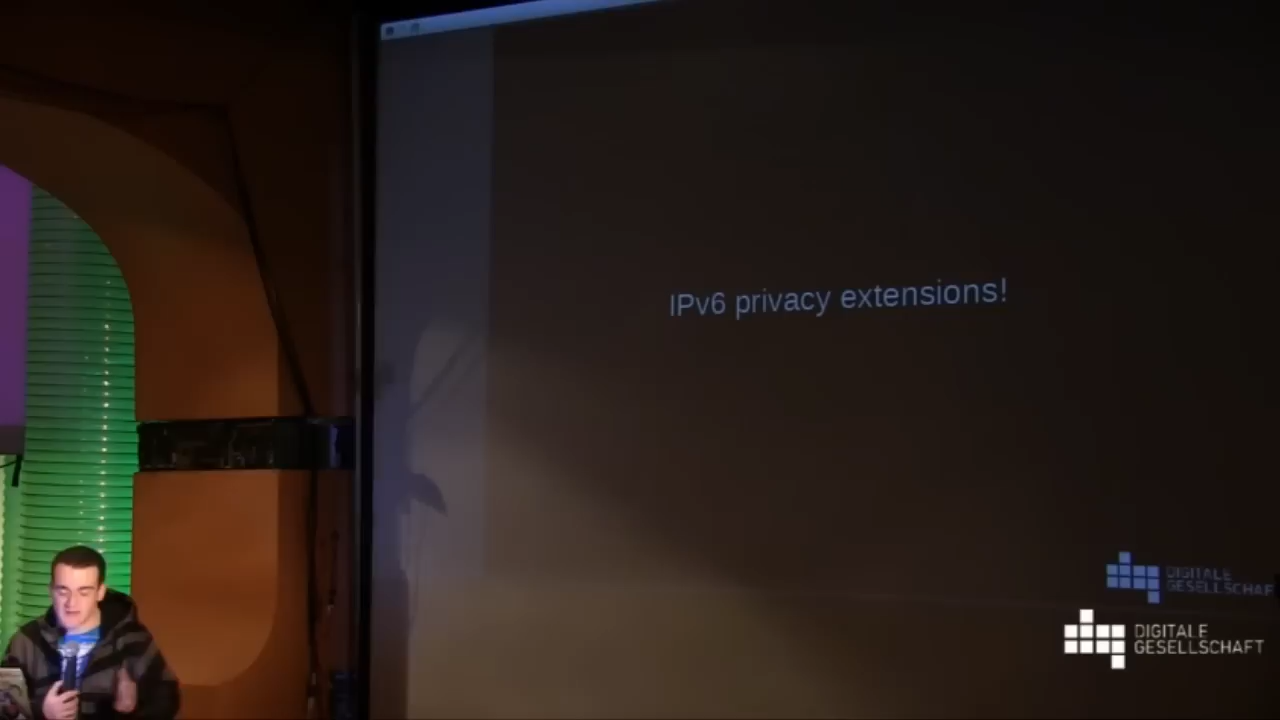 IPv6 privacy extensions!
DIGITALE
GESELLSCHAF
DIGITALE
GESELLSCHAFT